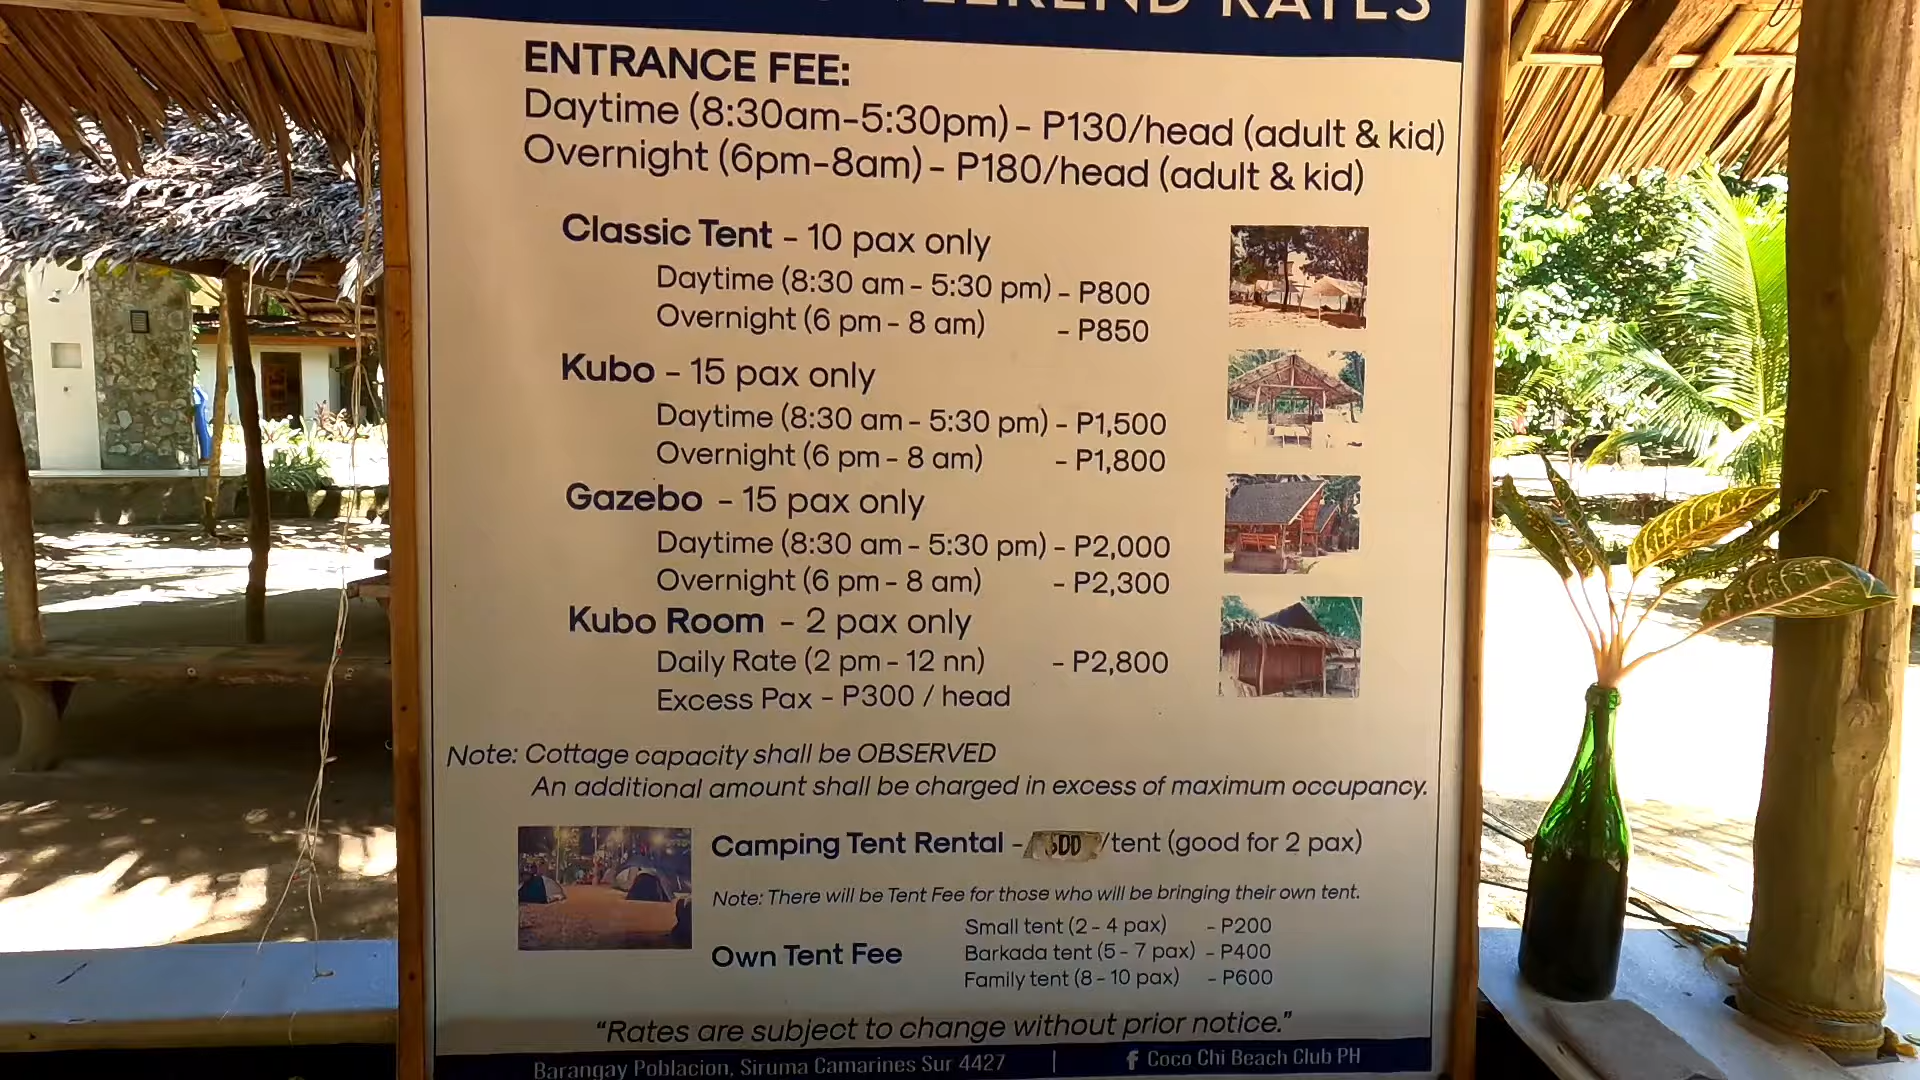 WEEKEND RATES
ENTRANCE FEE:
Daytime (8:30am-5:30pm) - P130/head (adult & kid)
Overnight (6pm-8am) - P180/head (adult & kid)
Classic Tent - 10 pax only
Daytime (8:30 am - 5:30 pm) - P800
Overnight (6 pm - 8 am) - P850
Kubo - 15 pax only
Daytime (8:30 am - 5:30 pm) - P1,500
Overnight (6 pm - 8 am) - P1,800
Gazebo - 15 pax only
Daytime (8:30 am - 5:30 pm) - P2,000
Overnight (6 pm - 8 am) - P2,300
Kubo Room - 2 pax only
Daily Rate (2 pm - 12 nn) - P2,800
Excess Pax - P300 / head
Note: Cottage capacity shall be OBSERVED
An additional amount shall be charged in excess of maximum occupancy.
Camping Tent Rental - /tent (good for 2 pax)
Note: There will be Tent Fee for those who will be bringing their own tent.
Own Tent Fee
Small tent (2 - 4 pax) - P200
Barkada tent (5 - 7 pax) - P400
Family tent (8 - 10 pax) - P600
"Rates are subject to change without prior notice."
Barangay Poblacion, Siruma Camarines Sur 4427 | f Coco Chi Beach Club PH